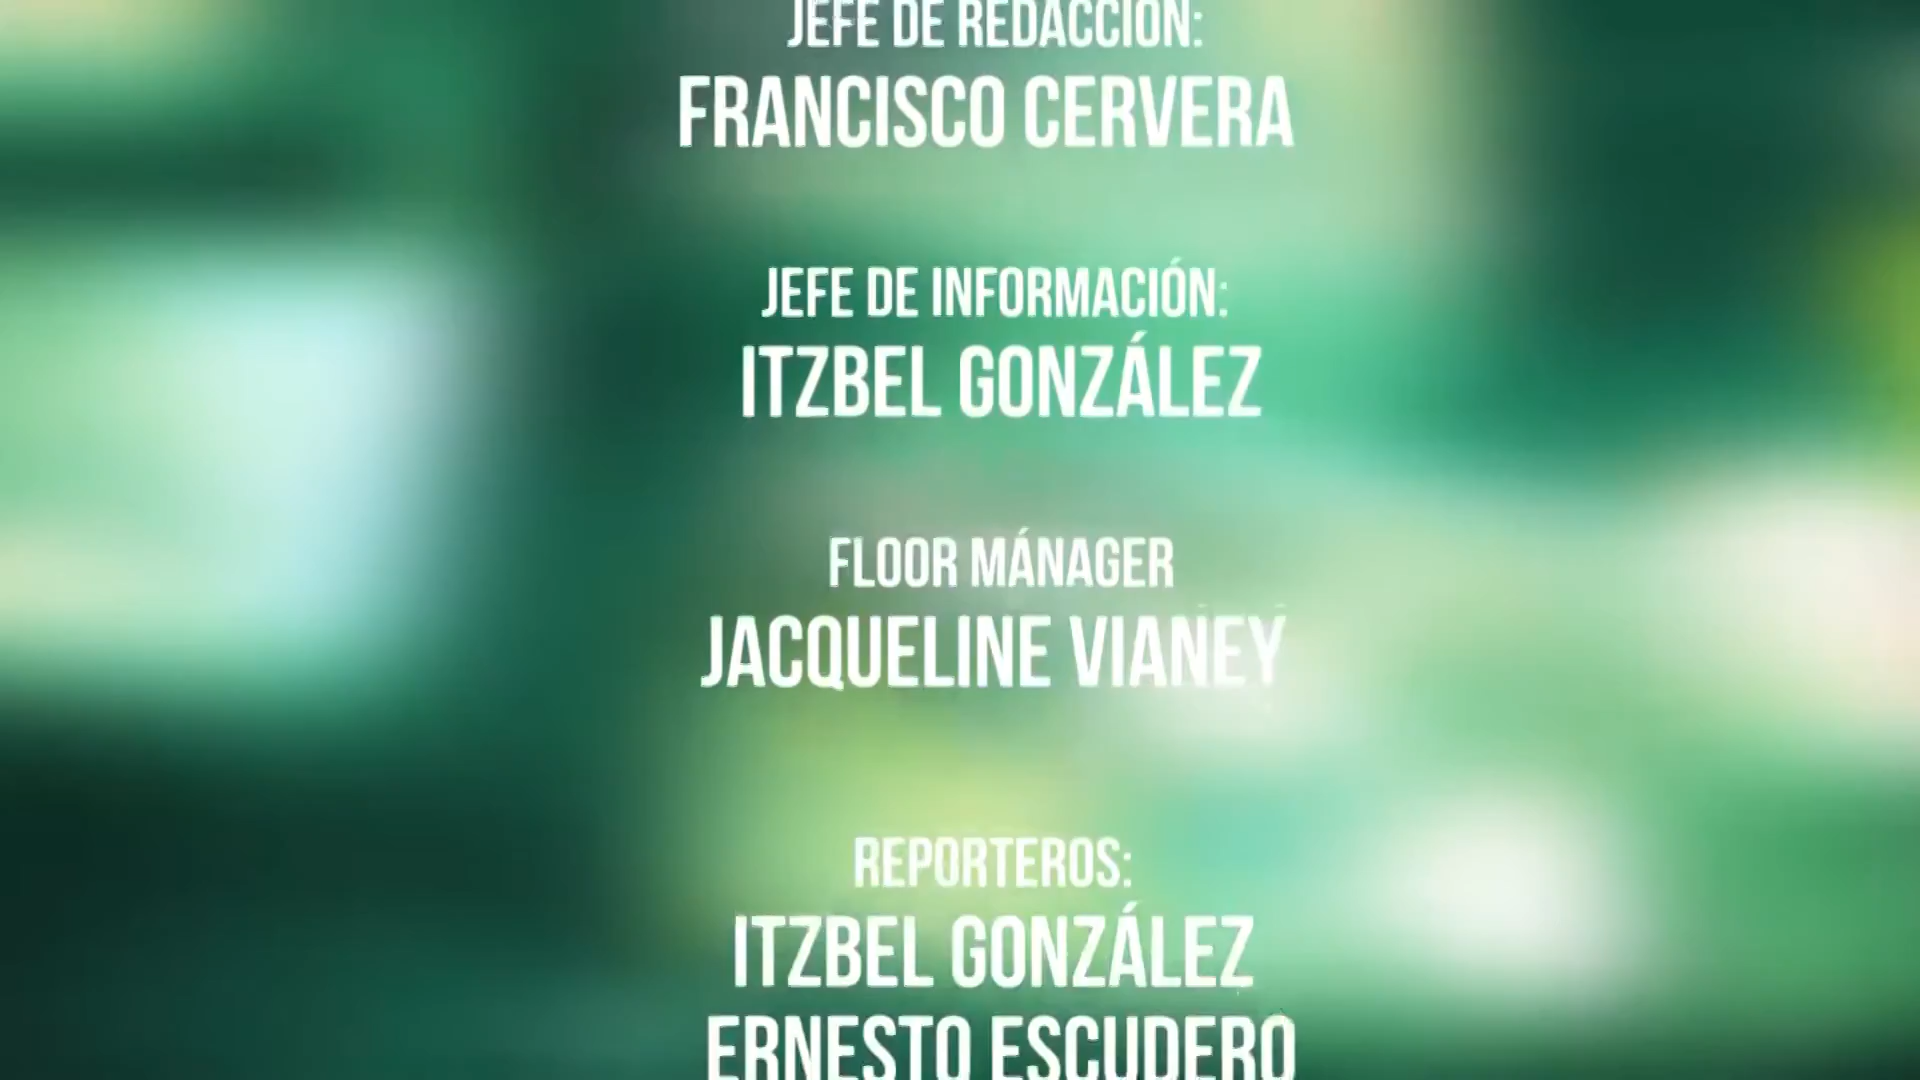 JEFE DE REDACCIÓN:
FRANCISCO CERVERA
JEFE DE INFORMACIÓN:
ITZBEL GONZÁLEZ
FLOOR MÁNAGER
JACQUELINE VIANEY
REPORTEROS:
ITZBEL GONZÁLEZ
ERNESTO ESCUDERO